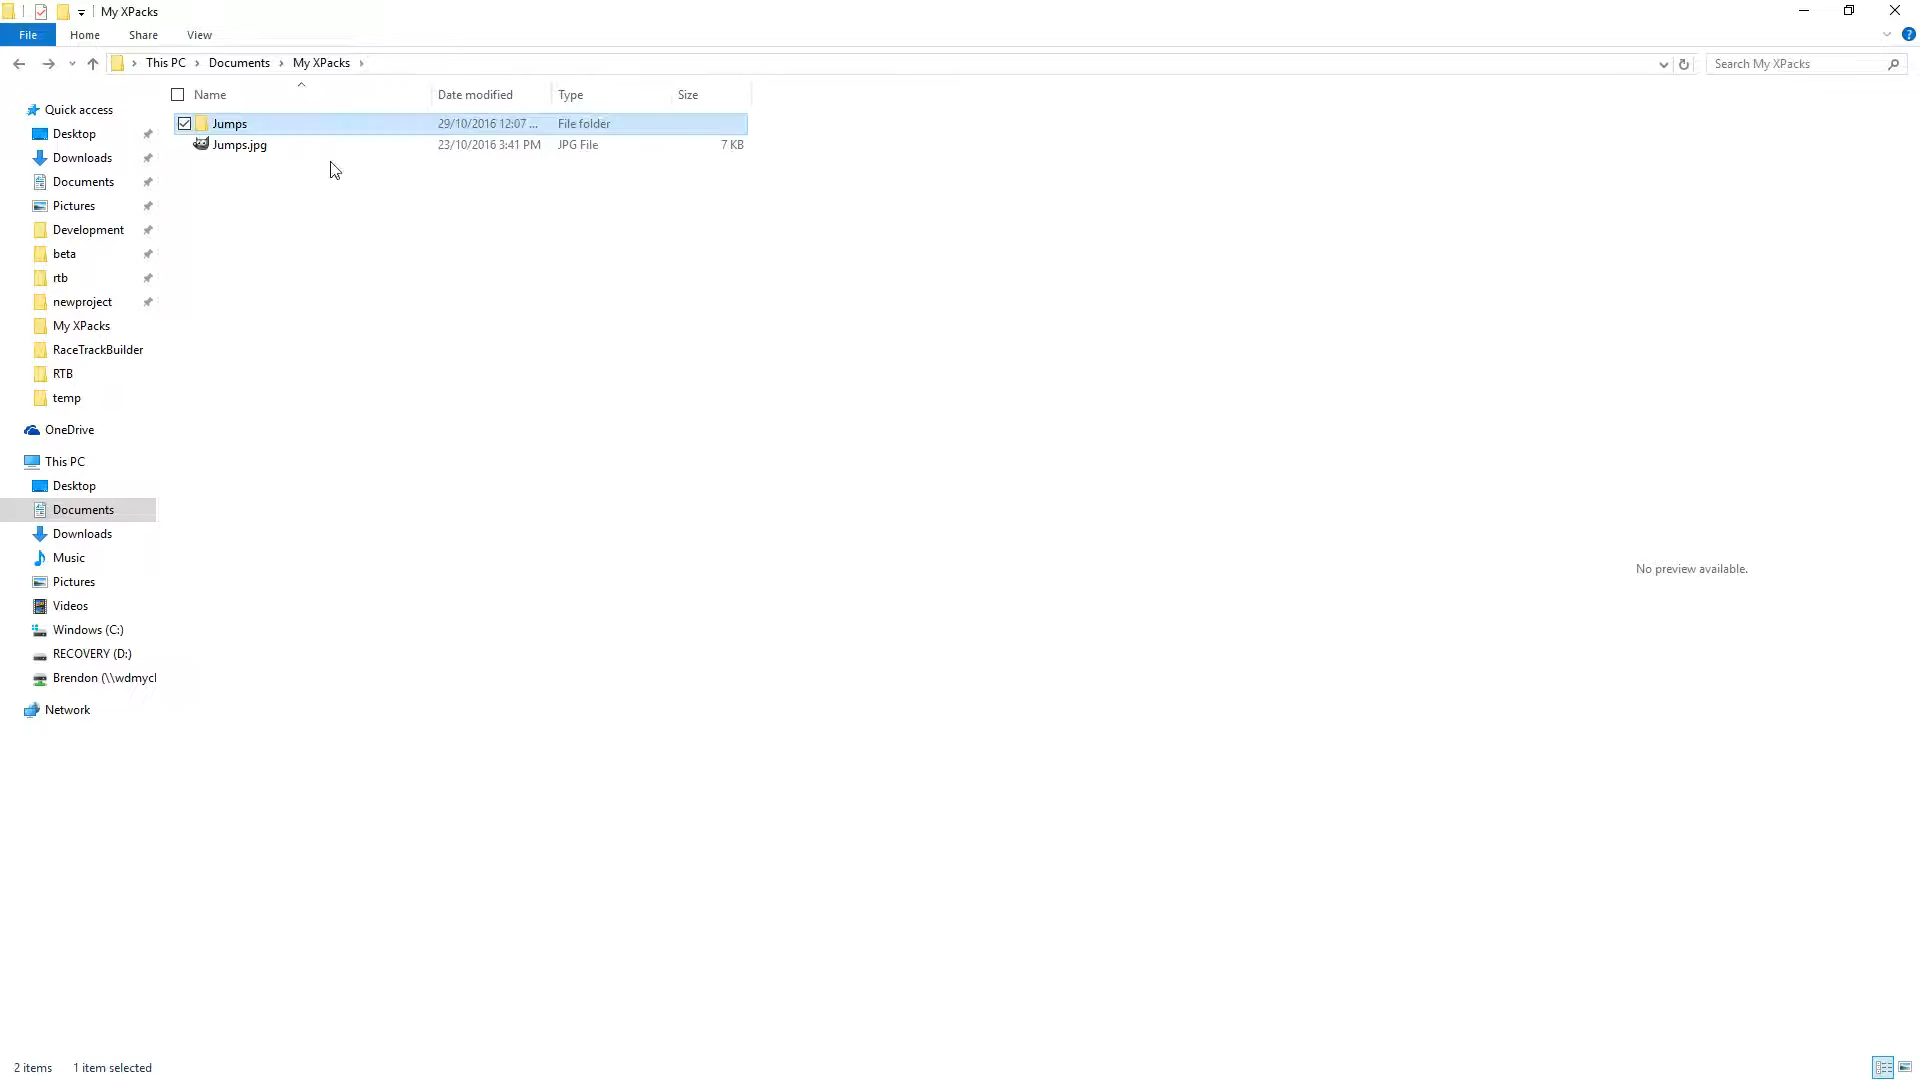 My XPacks
File Home Share View
This PC Documents My XPacks
Search My XPacks
Name Date modified Type Size
Jumps 29/10/2016 12:07 ... File folder
Jumps.jpg 23/10/2016 3:41 PM JPG File 7 KB
Quick access
Desktop
Downloads
Documents
Pictures
Development
beta
rtb
newproject
My XPacks
RaceTrackBuilder
RTB
temp
OneDrive
This PC
Desktop
Documents
Downloads
Music
Pictures
Videos
Windows (C:)
RECOVERY (D:)
Brendon (\\wdmycl
Network
No preview available.
2 items 1 item selected